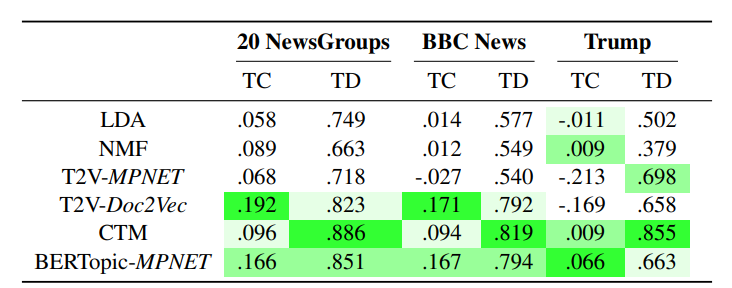 20 NewsGroups BBC News Trump
TC TD TC TD TC TD
LDA .058 .749 .014 .577 -.011 .502
NMF .089 .663 .012 .549 .009 .379
T2V-MPNET .068 .718 -.027 .540 -.213 .698
T2V-Doc2Vec .192 .823 .171 .792 -.169 .658
CTM .096 .886 .094 .819 .009 .855
BERTopic-MPNET .166 .851 .167 .794 .066 .663